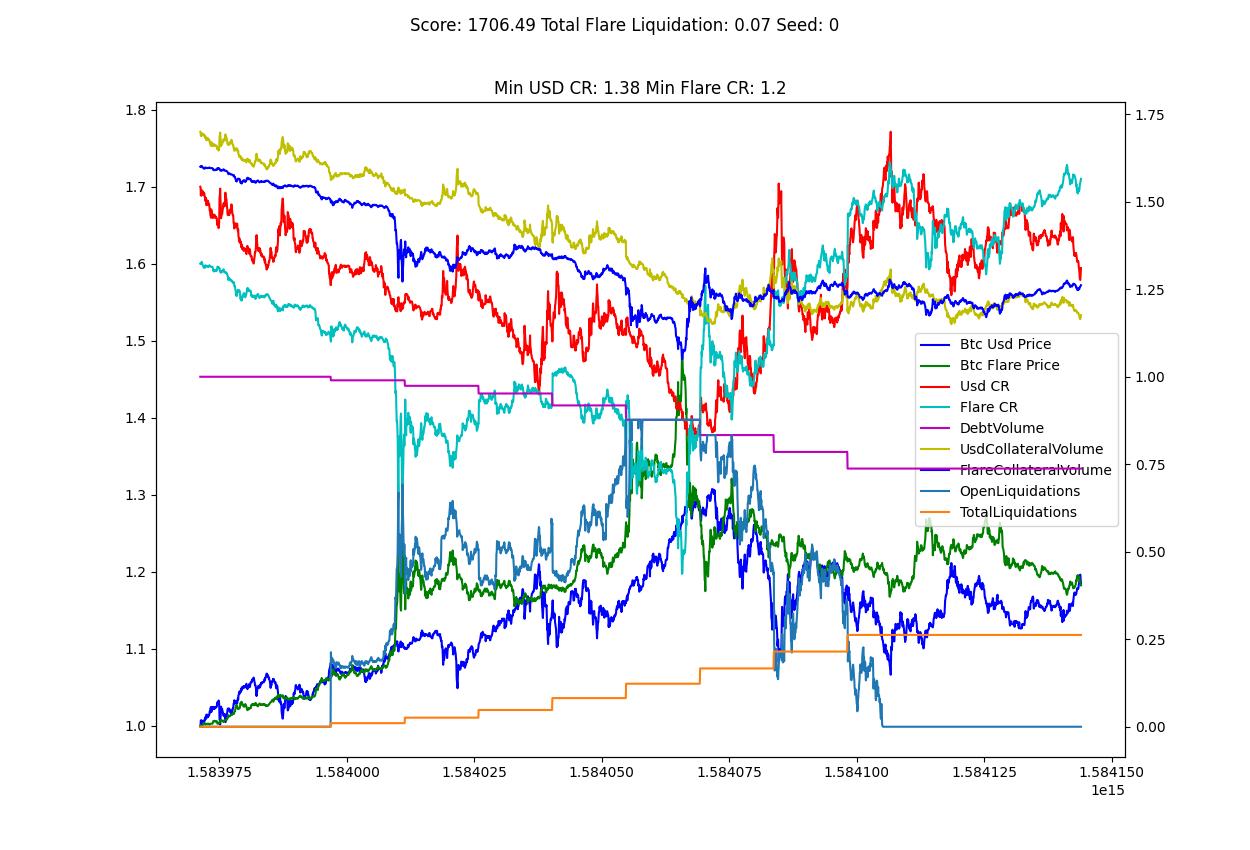 Score: 1706.49 Total Flare Liquidation: 0.07 Seed: 0
Min USD CR: 1.38 Min Flare CR: 1.2
1.8
1.7
1.6
1.5
1.4
1.3
1.2
1.1
1.0
1.75
1.50
1.25
1.00
0.75
0.50
0.25
0.00
Btc Usd Price
Btc Flare Price
Usd CR
Flare CR
DebtVolume
UsdCollateralVolume
FlareCollateralVolume
OpenLiquidations
TotalLiquidations
1.583975 1.584000 1.584025 1.584050 1.584075 1.584100 1.584125 1.584150
1e15